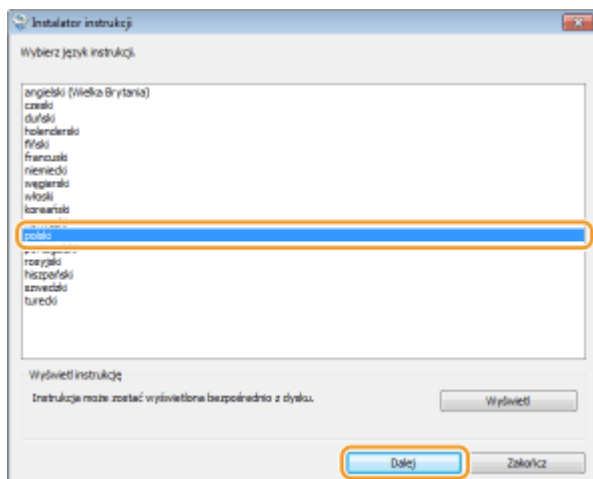 Instalator instrukcji
Wybierz język instrukcji.
angielski (Wielka Brytania)
czeski
duński
holenderski
fiński
francuski
niemiecki
węgierski
włoski
koreański
polski
rosyjski
hiszpański
szwedzki
turecki
Wyświetl instrukcję
Instrukcja może zostać wyświetlona bezpośrednio z dysku.
Wyświetl
Dalej
Zakończ